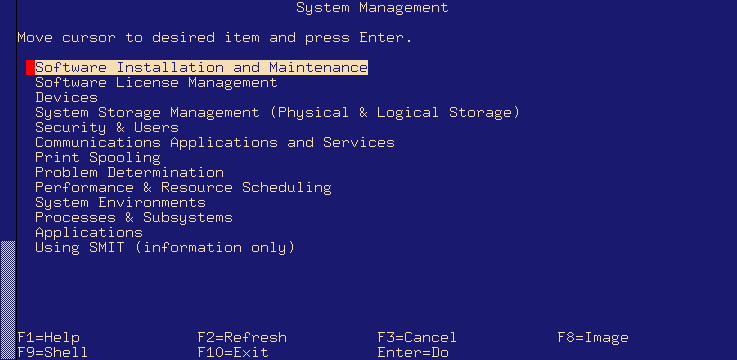 System Management
Move cursor to desired item and press Enter.
Software Installation and Maintenance
Software License Management
Devices
System Storage Management (Physical & Logical Storage)
Security & Users
Communications Applications and Services
Print Spooling
Problem Determination
Performance & Resource Scheduling
System Environments
Processes & Subsystems
Applications
Using SMIT (information only)
F1=Help F2=Refresh F3=Cancel F8=Image
F9=Shell F10=Exit Enter=Do